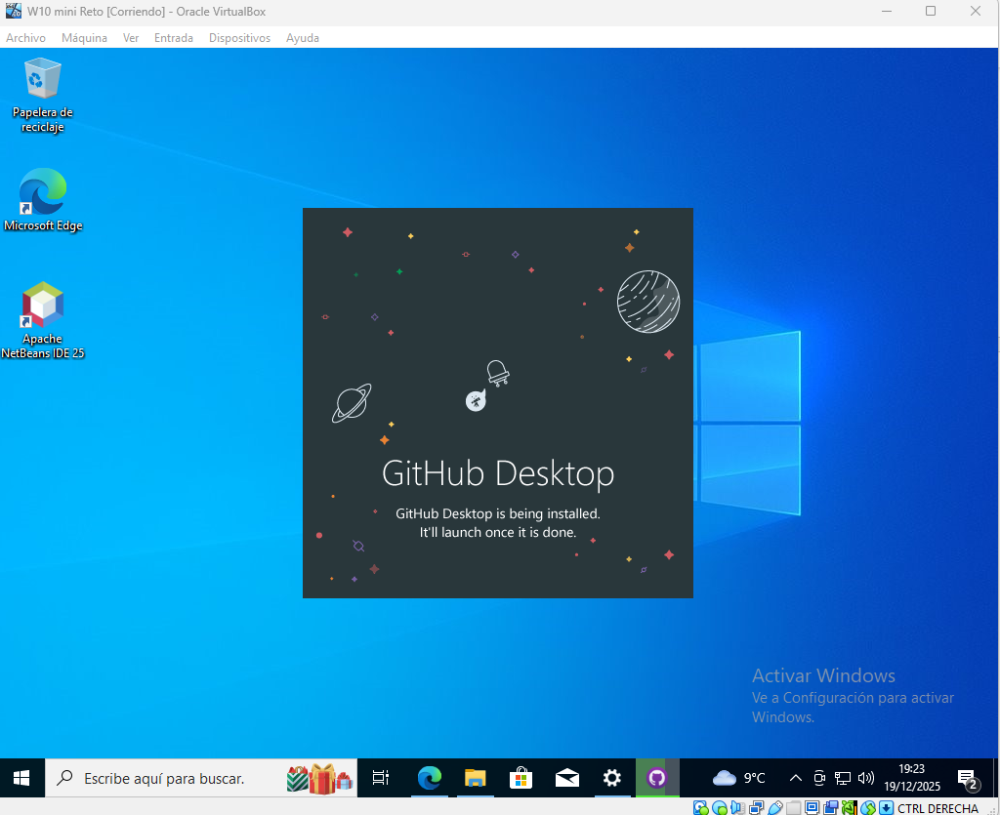 W10 mini Reto [Corriendo] - Oracle VirtualBox
Archivo Máquina Ver Entrada Dispositivos Ayuda
Papelera de
reciclaje
Microsoft Edge
Apache
NetBeans IDE 25
GitHub Desktop
GitHub Desktop is being installed.
It'll launch once it is done.
Activar Windows
Ve a Configuración para activar
Windows.
Escribe aquí para buscar.
9°C
19:23
19/12/2025
2
CTRL DERECHA